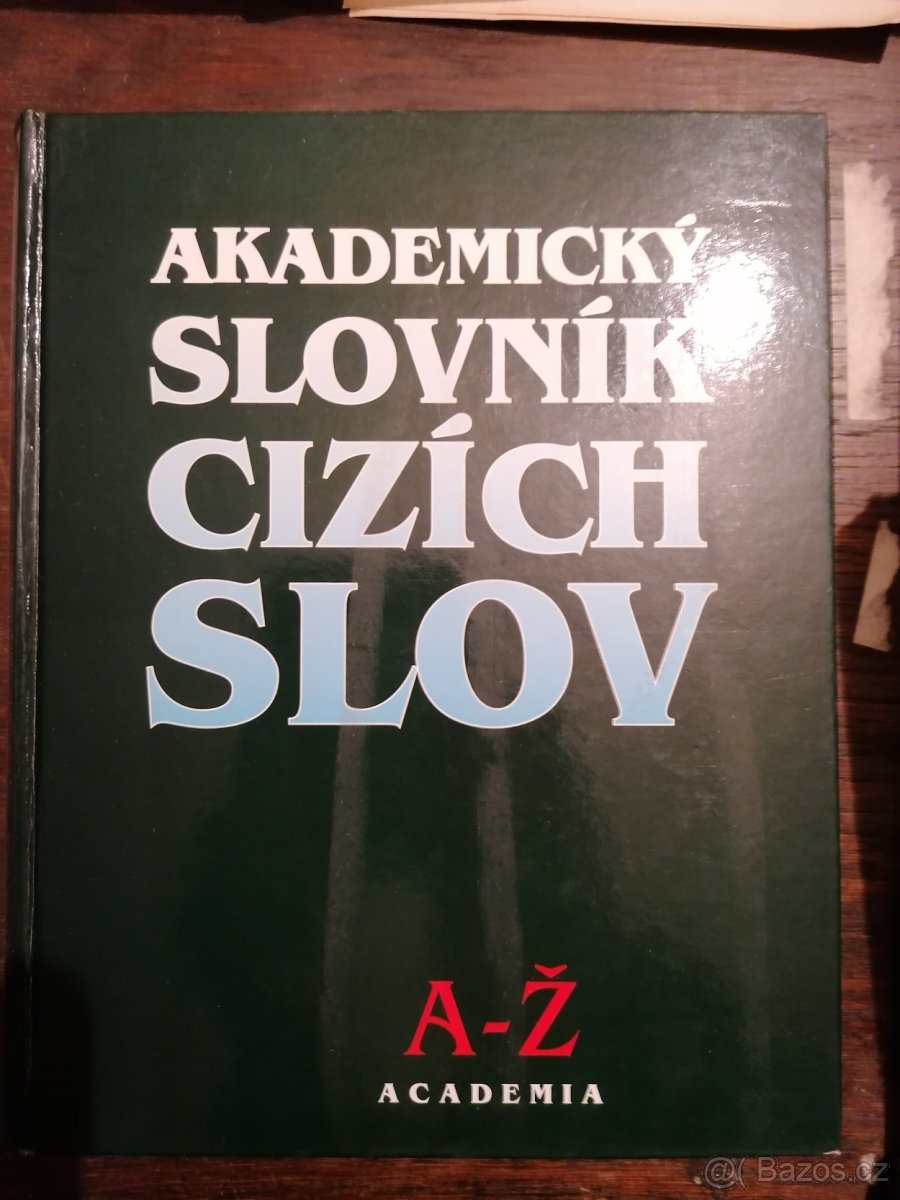 AKADEMICKÝ
SLOVNÍK
CIZÍCH
SLOV
A-Ž
ACADEMIA
@( Bazos.cz